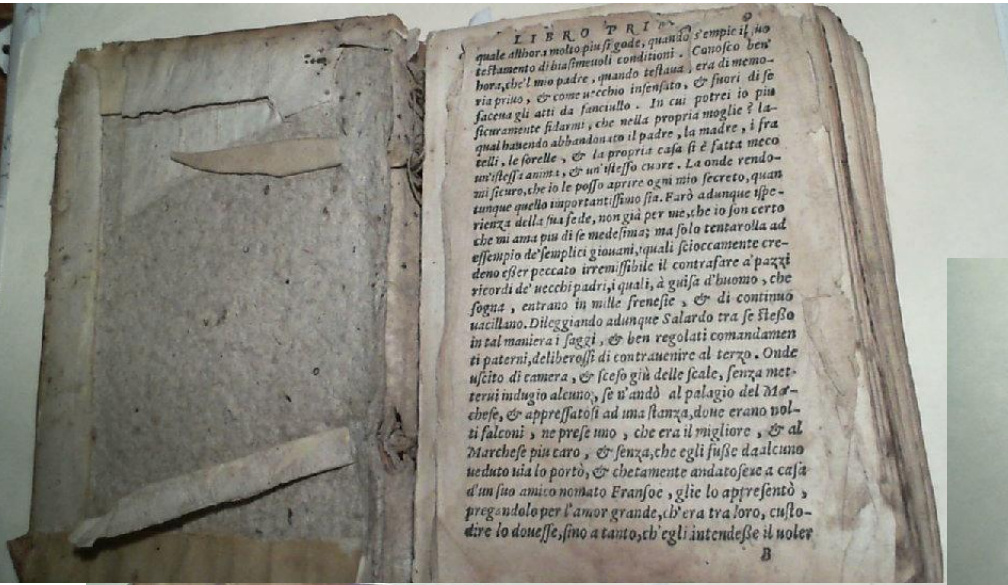 LIBRO PRI
9
quale allhora molto piu si gode, quando s'empie il suo
testamento di biasimeuoli conditioni. Conosco ben'
hora, che'l mio padre, quando testaua, era di memo-
ria priuo, & come uecchio insensato, & fuori di se
facena gli atti da fanciullo. In cui potrei io piu
sicuramente fidarmi, che nella propria moglie? la-
qual hauendo abbandonato il padre, la madre, i fra
telli, le sorelle, & la propria casa si è fatta meco
un'istessa anima, & un'istesso cuore. La onde rendo-
mi sicuro, che io le posso aprire ogni mio secreto, quan
tunque quello importantissimo sia. Farò adunque ispe-
rienza della sua fede, non già per me, che io son certo
che mi ama piu di se medesima; ma solo tentarolla ad
essempio de' semplici giouani, iquali scioccamente cre-
deno eßer peccato irremissibile il contrafare a' pazzi
ricordi de' uecchi padri, i quali, à guisa d'huomo, che
sogna, entrano in mille frenesie, & di continuo
uacillano. Dileggiando adunque Salardo tra se steßo
in tal maniera i saggi, & ben regolati comandamen
ti paterni, deliberossi di contrauenire al terzo. Onde
uscito di camera, & sceso giù delle scale, senza met-
terui indugio alcuno, se n'andò al palagio del Mar-
chese, & appressatosi ad una stanza, doue erano mol-
ti falconi, ne prese uno, che era il migliore, & al
Marchese piu caro, & senza, che egli fuße da alcuno
ueduto uia lo portò, & chetamente andatosene a casa
d'un suo amico nomato Fransoe, glie lo appresentò,
pregandolo per l'amor grande, ch'era tra loro, custo-
dire lo douesse, sino a tanto, ch'egli intendeße il uoler
B